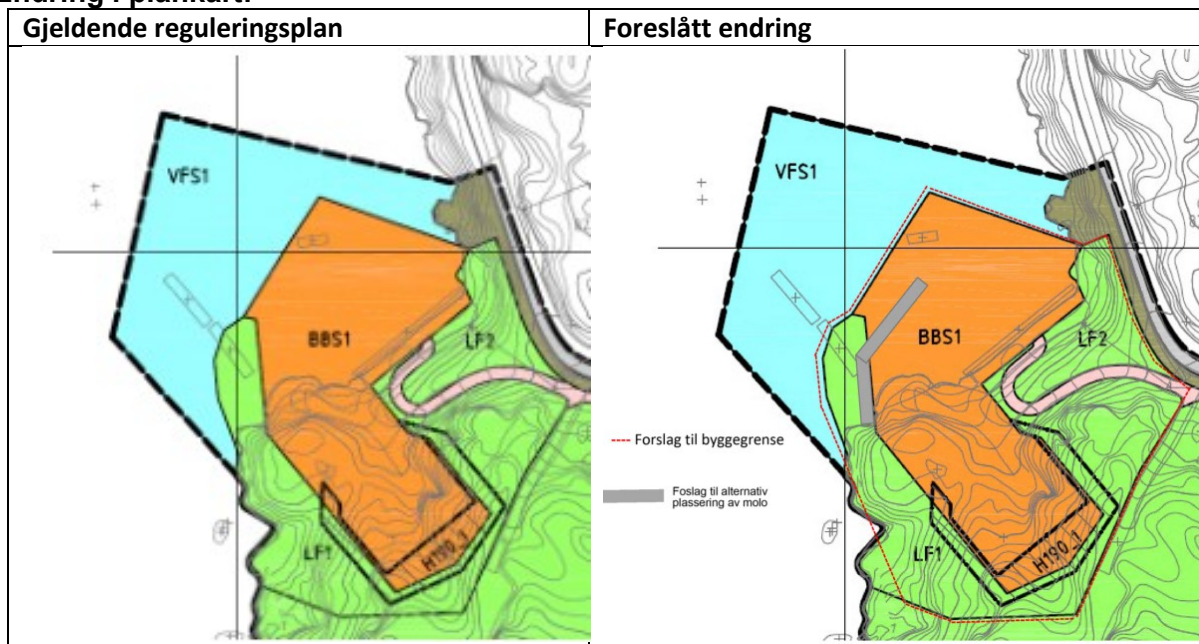 Endring i plankart:
Gjeldende reguleringsplan
Foreslått endring
VFS1
BBS1
LF2
LF1
H190_1
VFS1
BBS1
LF2
Forslag til byggegrense
Foslag til alternativ
plassering av molo
LF1
H190_1